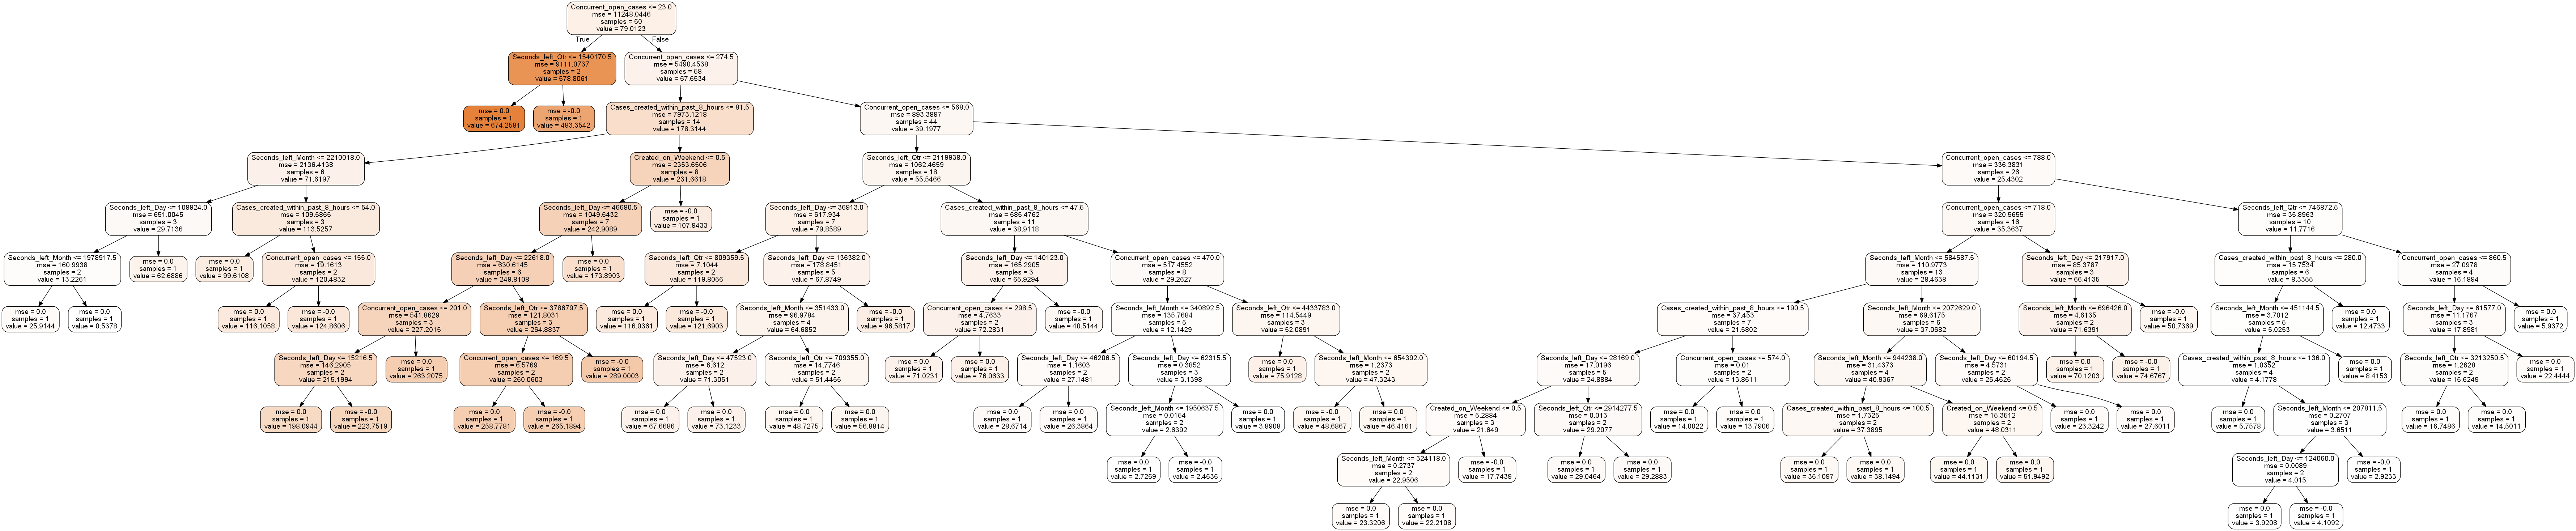 Concurrent_open_cases <= 23.0
mse = 11248.0446
samples = 60
value = 79.0123
True
False
Seconds_left_Qtr <= 1540170.5
mse = 9111.0737
samples = 2
value = 578.8061
Concurrent_open_cases <= 274.5
mse = 5490.4538
samples = 58
value = 67.6534
mse = 0.0
samples = 1
value = 674.2581
mse = -0.0
samples = 1
value = 483.3542
Cases_created_within_past_8_hours <= 81.5
mse = 7973.1218
samples = 14
value = 178.3144
Concurrent_open_cases <= 568.0
mse = 893.3897
samples = 44
value = 39.1977
Seconds_left_Month <= 2210018.0
mse = 2136.4138
samples = 6
value = 71.6197
Created_on_Weekend <= 0.5
mse = 2353.6506
samples = 8
value = 231.6618
Seconds_left_Qtr <= 2119938.0
mse = 1062.4659
samples = 18
value = 55.5466
Concurrent_open_cases <= 788.0
mse = 336.3831
samples = 26
value = 25.4302
Seconds_left_Day <= 108924.0
mse = 651.0045
samples = 3
value = 29.7136
Cases_created_within_past_8_hours <= 54.0
mse = 109.5865
samples = 3
value = 113.5257
Seconds_left_Day <= 46680.5
mse = 1049.6432
samples = 7
value = 242.9089
mse = -0.0
samples = 1
value = 107.9433
Seconds_left_Day <= 36913.0
mse = 617.934
samples = 7
value = 79.8589
Cases_created_within_past_8_hours <= 47.5
mse = 685.4762
samples = 11
value = 38.9118
Concurrent_open_cases <= 718.0
mse = 320.5655
samples = 16
value = 35.3637
Seconds_left_Qtr <= 746872.5
mse = 35.8963
samples = 10
value = 11.7716
Seconds_left_Month <= 1978917.5
mse = 160.9938
samples = 2
value = 13.2261
mse = 0.0
samples = 1
value = 62.6886
mse = 0.0
samples = 1
value = 99.6108
Concurrent_open_cases <= 155.0
mse = 19.1613
samples = 2
value = 120.4832
Seconds_left_Day <= 22618.0
mse = 630.6145
samples = 6
value = 249.8108
mse = 0.0
samples = 1
value = 173.8903
Seconds_left_Qtr <= 809359.5
mse = 7.1044
samples = 2
value = 119.8056
Seconds_left_Day <= 136382.0
mse = 178.8451
samples = 5
value = 67.8749
Seconds_left_Day <= 140123.0
mse = 165.2905
samples = 3
value = 65.9294
Concurrent_open_cases <= 470.0
mse = 517.4552
samples = 8
value = 29.2627
Seconds_left_Month <= 584587.5
mse = 110.9773
samples = 13
value = 28.4638
Seconds_left_Day <= 217917.0
mse = 85.3787
samples = 3
value = 66.4135
Cases_created_within_past_8_hours <= 280.0
mse = 15.7534
samples = 6
value = 8.3355
Concurrent_open_cases <= 860.5
mse = 27.0978
samples = 4
value = 16.1894
mse = 0.0
samples = 1
value = 25.9144
mse = 0.0
samples = 1
value = 0.5378
mse = 0.0
samples = 1
value = 116.1058
mse = -0.0
samples = 1
value = 124.8606
Concurrent_open_cases <= 201.0
mse = 541.8629
samples = 3
value = 227.2015
Seconds_left_Qtr <= 3786797.5
mse = 121.8031
samples = 3
value = 264.8837
mse = 0.0
samples = 1
value = 116.0361
mse = -0.0
samples = 1
value = 121.6903
Seconds_left_Month <= 351433.0
mse = 96.9784
samples = 4
value = 64.6852
mse = -0.0
samples = 1
value = 96.5817
Concurrent_open_cases <= 298.5
mse = 4.7633
samples = 2
value = 72.2831
mse = -0.0
samples = 1
value = 40.5144
Seconds_left_Month <= 340892.5
mse = 135.7684
samples = 5
value = 12.1429
Seconds_left_Qtr <= 4433783.0
mse = 114.5449
samples = 3
value = 52.0891
Cases_created_within_past_8_hours <= 190.5
mse = 37.453
samples = 7
value = 21.5802
Seconds_left_Month <= 2072629.0
mse = 69.6175
samples = 6
value = 37.0682
Seconds_left_Month <= 696426.0
mse = 4.6135
samples = 2
value = 71.6391
mse = -0.0
samples = 1
value = 50.7369
Seconds_left_Month <= 451144.5
mse = 3.7012
samples = 5
value = 5.0253
mse = 0.0
samples = 1
value = 12.4733
Seconds_left_Day <= 61577.0
mse = 11.1767
samples = 3
value = 17.8981
mse = 0.0
samples = 1
value = 5.9372
Seconds_left_Day <= 15216.5
mse = 146.2905
samples = 2
value = 215.1994
mse = 0.0
samples = 1
value = 263.2075
Concurrent_open_cases <= 169.5
mse = 6.5769
samples = 2
value = 260.0603
mse = -0.0
samples = 1
value = 289.0003
Seconds_left_Day <= 47523.0
mse = 6.612
samples = 2
value = 71.3051
Seconds_left_Qtr <= 709355.0
mse = 14.7746
samples = 2
value = 51.4455
mse = 0.0
samples = 1
value = 71.0231
mse = 0.0
samples = 1
value = 76.0633
Seconds_left_Day <= 46206.5
mse = 1.1603
samples = 2
value = 27.1481
Seconds_left_Day <= 62315.5
mse = 0.3852
samples = 3
value = 3.1398
mse = 0.0
samples = 1
value = 75.9128
Seconds_left_Month <= 654392.0
mse = 1.2373
samples = 2
value = 47.3243
Seconds_left_Day <= 28169.0
mse = 17.0196
samples = 5
value = 24.8884
Concurrent_open_cases <= 574.0
mse = 0.01
samples = 2
value = 13.8611
Seconds_left_Month <= 944238.0
mse = 31.4373
samples = 4
value = 40.9367
Seconds_left_Day <= 60194.5
mse = 4.5731
samples = 2
value = 25.4626
mse = 0.0
samples = 1
value = 70.1203
mse = -0.0
samples = 1
value = 74.6767
Cases_created_within_past_8_hours <= 136.0
mse = 1.0352
samples = 4
value = 4.1778
mse = 0.0
samples = 1
value = 8.4153
Seconds_left_Qtr <= 3213250.5
mse = 1.2628
samples = 2
value = 15.6249
mse = 0.0
samples = 1
value = 22.4444
mse = 0.0
samples = 1
value = 198.0944
mse = -0.0
samples = 1
value = 223.7519
mse = 0.0
samples = 1
value = 258.7781
mse = -0.0
samples = 1
value = 265.1894
mse = 0.0
samples = 1
value = 67.6686
mse = 0.0
samples = 1
value = 73.1233
mse = 0.0
samples = 1
value = 48.7275
mse = 0.0
samples = 1
value = 56.8814
mse = 0.0
samples = 1
value = 28.6714
mse = 0.0
samples = 1
value = 26.3864
Seconds_left_Month <= 1950637.5
mse = 0.0154
samples = 2
value = 2.6392
mse = 0.0
samples = 1
value = 3.8908
mse = -0.0
samples = 1
value = 48.6867
mse = 0.0
samples = 1
value = 46.4161
Created_on_Weekend <= 0.5
mse = 5.2884
samples = 3
value = 21.649
Seconds_left_Qtr <= 2914277.5
mse = 0.013
samples = 2
value = 29.2077
mse = 0.0
samples = 1
value = 14.0022
mse = 0.0
samples = 1
value = 13.7906
Cases_created_within_past_8_hours <= 100.5
mse = 1.7325
samples = 2
value = 37.3895
Created_on_Weekend <= 0.5
mse = 15.3512
samples = 2
value = 48.0311
mse = 0.0
samples = 1
value = 23.3242
mse = 0.0
samples = 1
value = 27.6011
mse = 0.0
samples = 1
value = 5.7578
Seconds_left_Month <= 207811.5
mse = 0.2707
samples = 3
value = 3.6511
mse = 0.0
samples = 1
value = 16.7486
mse = 0.0
samples = 1
value = 14.5011
mse = 0.0
samples = 1
value = 2.7269
mse = -0.0
samples = 1
value = 2.4636
Seconds_left_Month <= 324118.0
mse = 0.2737
samples = 2
value = 22.9506
mse = -0.0
samples = 1
value = 17.7439
mse = 0.0
samples = 1
value = 29.0464
mse = 0.0
samples = 1
value = 29.2883
mse = 0.0
samples = 1
value = 35.1097
mse = 0.0
samples = 1
value = 38.1494
mse = 0.0
samples = 1
value = 44.1131
mse = 0.0
samples = 1
value = 51.9492
Seconds_left_Day <= 124060.0
mse = 0.0089
samples = 2
value = 4.015
mse = -0.0
samples = 1
value = 2.9233
mse = 0.0
samples = 1
value = 23.3206
mse = 0.0
samples = 1
value = 22.2108
mse = 0.0
samples = 1
value = 3.9208
mse = -0.0
samples = 1
value = 4.1092